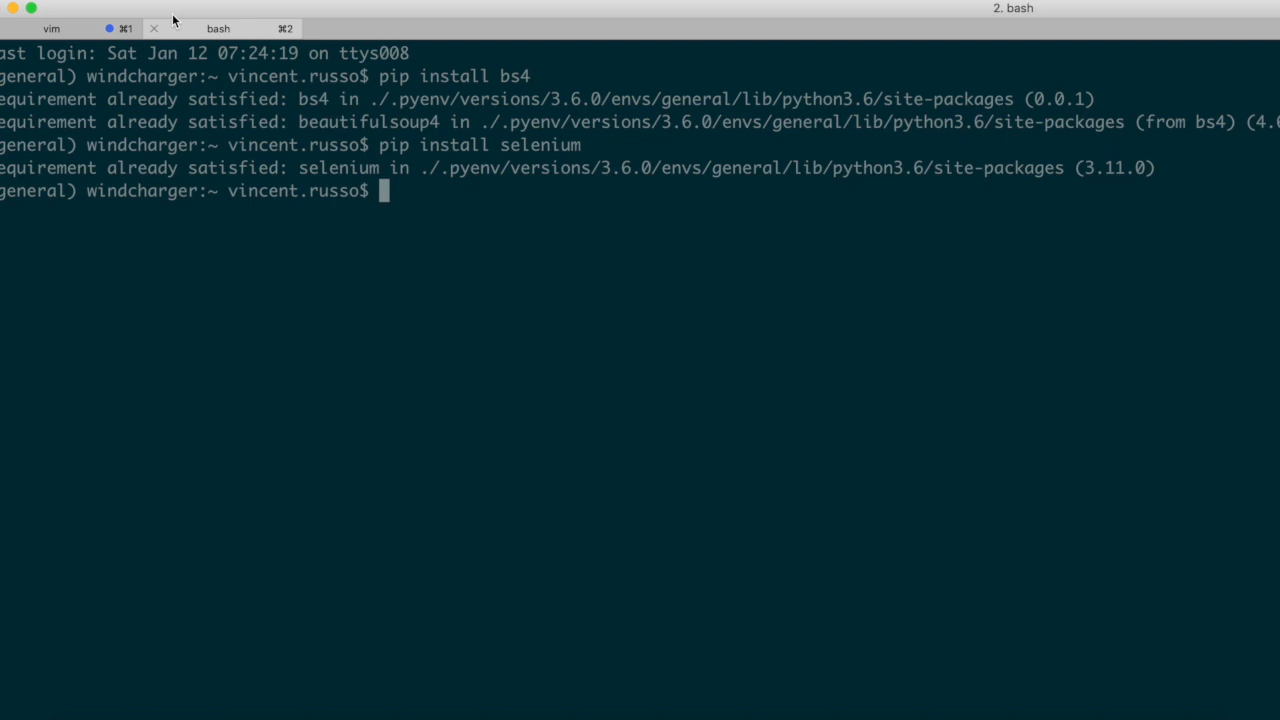 2. bash
vim ⌘1 bash ⌘2
ast login: Sat Jan 12 07:24:19 on ttys008
general) windcharger:~ vincent.russo$ pip install bs4
equirement already satisfied: bs4 in ./.pyenv/versions/3.6.0/envs/general/lib/python3.6/site-packages (0.0.1)
equirement already satisfied: beautifulsoup4 in ./.pyenv/versions/3.6.0/envs/general/lib/python3.6/site-packages (from bs4) (4.
general) windcharger:~ vincent.russo$ pip install selenium
equirement already satisfied: selenium in ./.pyenv/versions/3.6.0/envs/general/lib/python3.6/site-packages (3.11.0)
general) windcharger:~ vincent.russo$